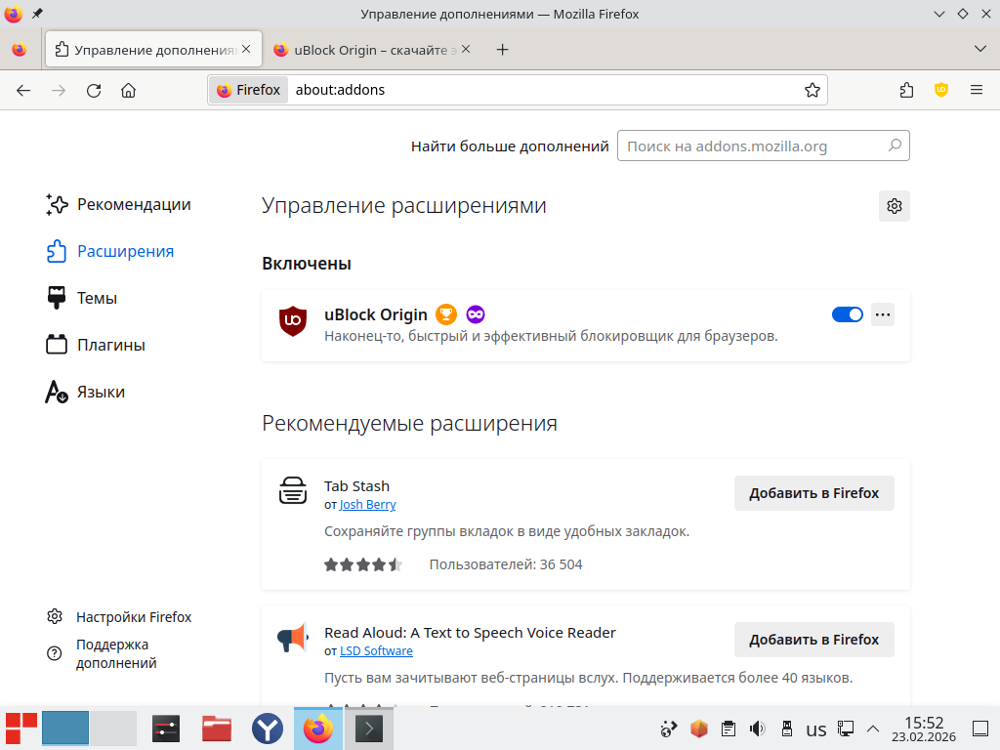 Управление дополнениями — Mozilla Firefox
Управление дополнения
uBlock Origin – скачайте
Firefox
about:addons
Найти больше дополнений
Поиск на addons.mozilla.org
Рекомендации
Расширения
Темы
Плагины
Языки
Настройки Firefox
Поддержка
дополнений
Управление расширениями
Включены
uBlock Origin
Наконец-то, быстрый и эффективный блокировщик для браузеров.
Рекомендуемые расширения
Tab Stash
от Josh Berry
Добавить в Firefox
Сохраняйте группы вкладок в виде удобных закладок.
Пользователей: 36 504
Read Aloud: A Text to Speech Voice Reader
от LSD Software
Добавить в Firefox
Пусть вам зачитывают веб-страницы вслух. Поддерживается более 40 языков.
us
15:52
23.02.2026